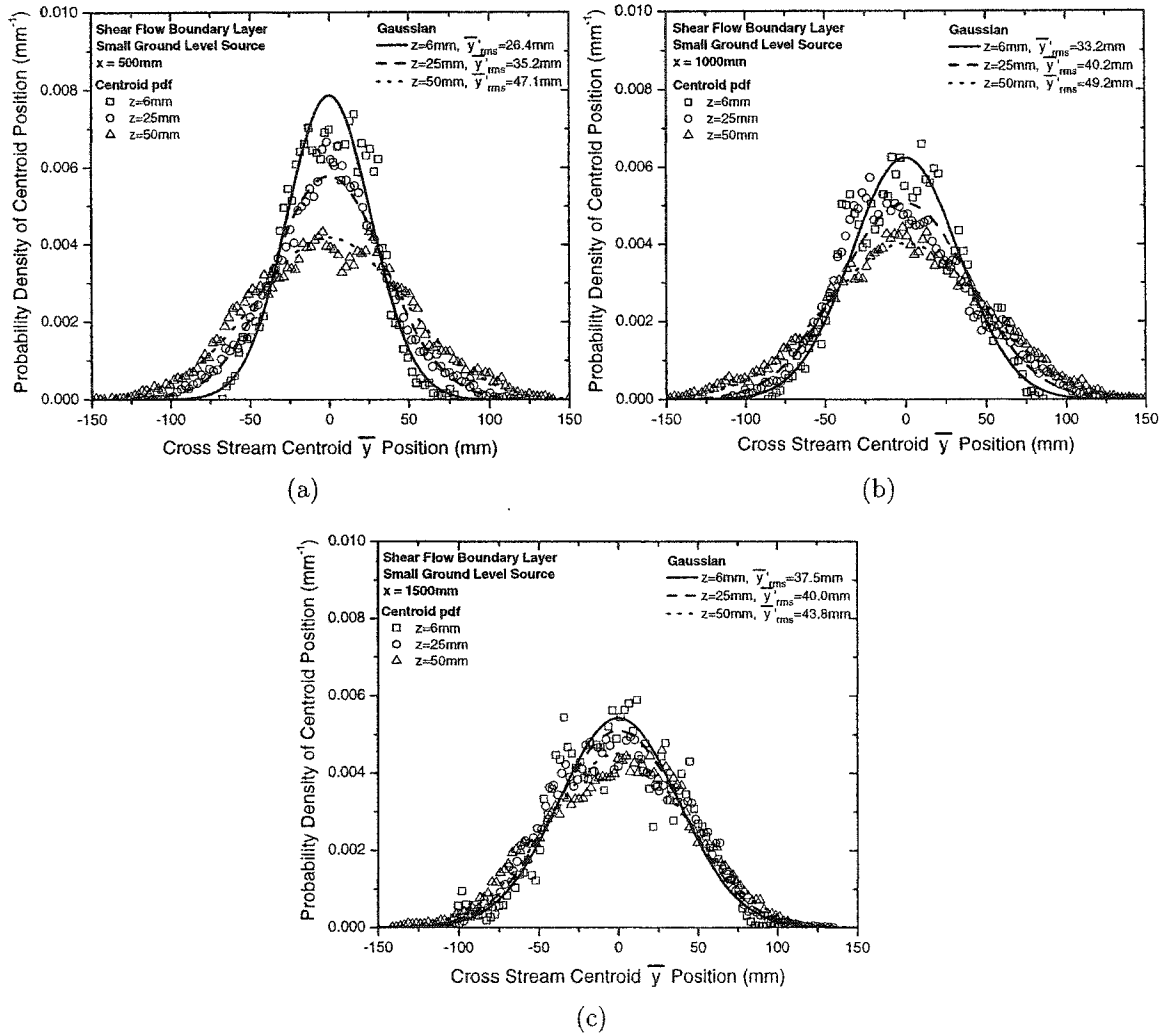 Shear Flow Boundary Layer
Small Ground Level Source
x = 500mm
Centroid pdf
z=6mm
z=25mm
z=50mm
Gaussian
z=6mm, y'rms=26.4mm
z=25mm, y'rms=35.2mm
z=50mm, y'rms=47.1mm
Probability Density of Centroid Position (mm⁻¹)
0.010
0.008
0.006
0.004
0.002
0.000
-150 -100 -50 0 50 100 150
Cross Stream Centroid y Position (mm)
(a)
Shear Flow Boundary Layer
Small Ground Level Source
x = 1000mm
Centroid pdf
z=6mm
z=25mm
z=50mm
Gaussian
z=6mm, y'rms=33.2mm
z=25mm, y'rms=40.2mm
z=50mm, y'rms=49.2mm
Probability Density of Centroid Position (mm⁻¹)
0.010
0.008
0.006
0.004
0.002
0.000
-150 -100 -50 0 50 100 150
Cross Stream Centroid y Position (mm)
(b)
Shear Flow Boundary Layer
Small Ground Level Source
x = 1500mm
Centroid pdf
z=6mm
z=25mm
z=50mm
Gaussian
z=6mm, y'rms=37.5mm
z=25mm, y'rms=40.0mm
z=50mm, y'rms=43.8mm
Probability Density of Centroid Position (mm⁻¹)
0.010
0.008
0.006
0.004
0.002
0.000
-150 -100 -50 0 50 100 150
Cross Stream Centroid y Position (mm)
(c)